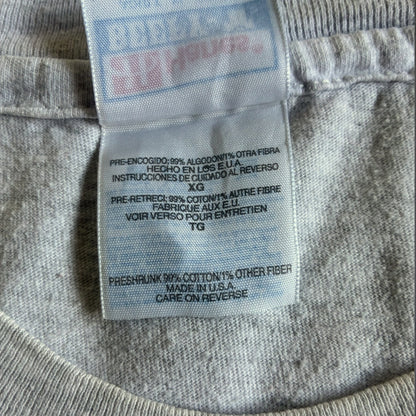 BEEFY-T
Hanes
PRE-ENCOGIDO; 99% ALGODON/1% OTRA FIBRA
HECHO EN LOS E.U.A.
INSTRUCCIONES DE CUIDADO AL REVERSO
XG
PRE-RETRECI; 99% COTON/1% AUTRE FIBRE
FABRIQUE AUX E.U.
VOIR VERSO POUR ENTRETIEN
TG
PRESHRUNK 99% COTTON/1% OTHER FIBER
MADE IN U.S.A.
CARE ON REVERSE